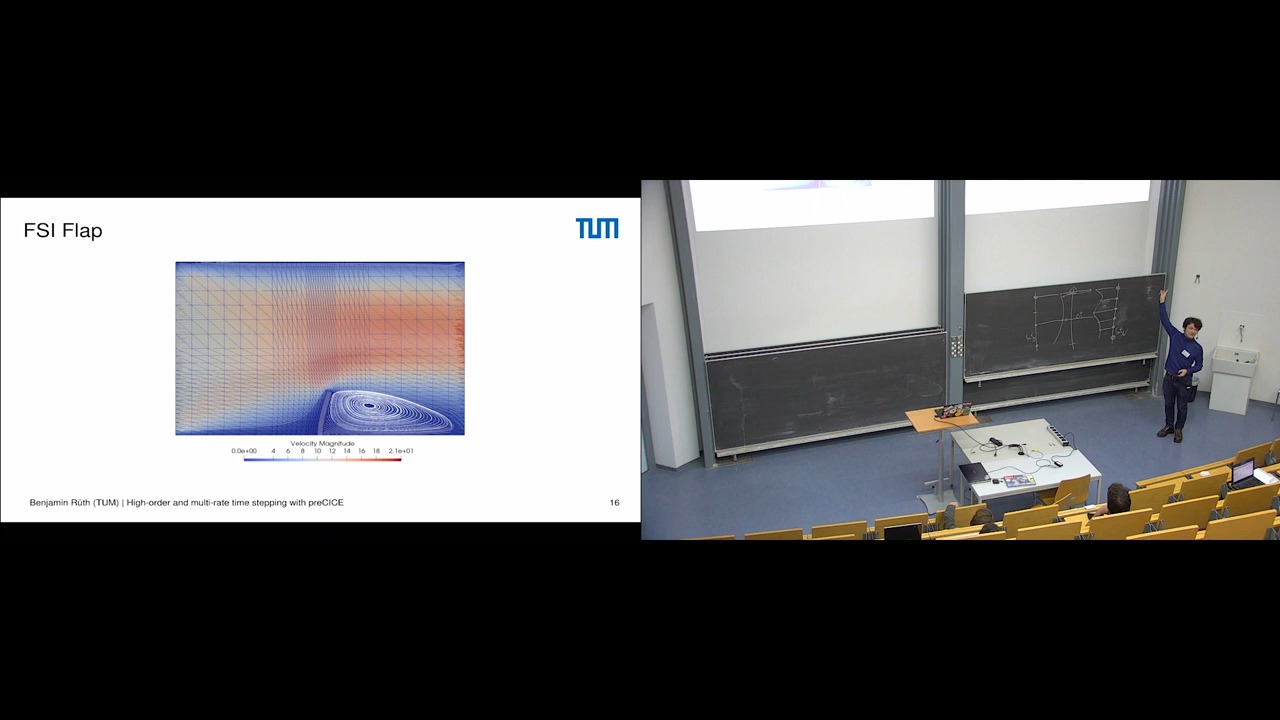 FSI Flap
TUM
Velocity Magnitude
0.0e+00 4 6 8 10 12 14 16 18 2.1e+01
Benjamin Rüth (TUM) | High-order and multi-rate time stepping with preCICE
16